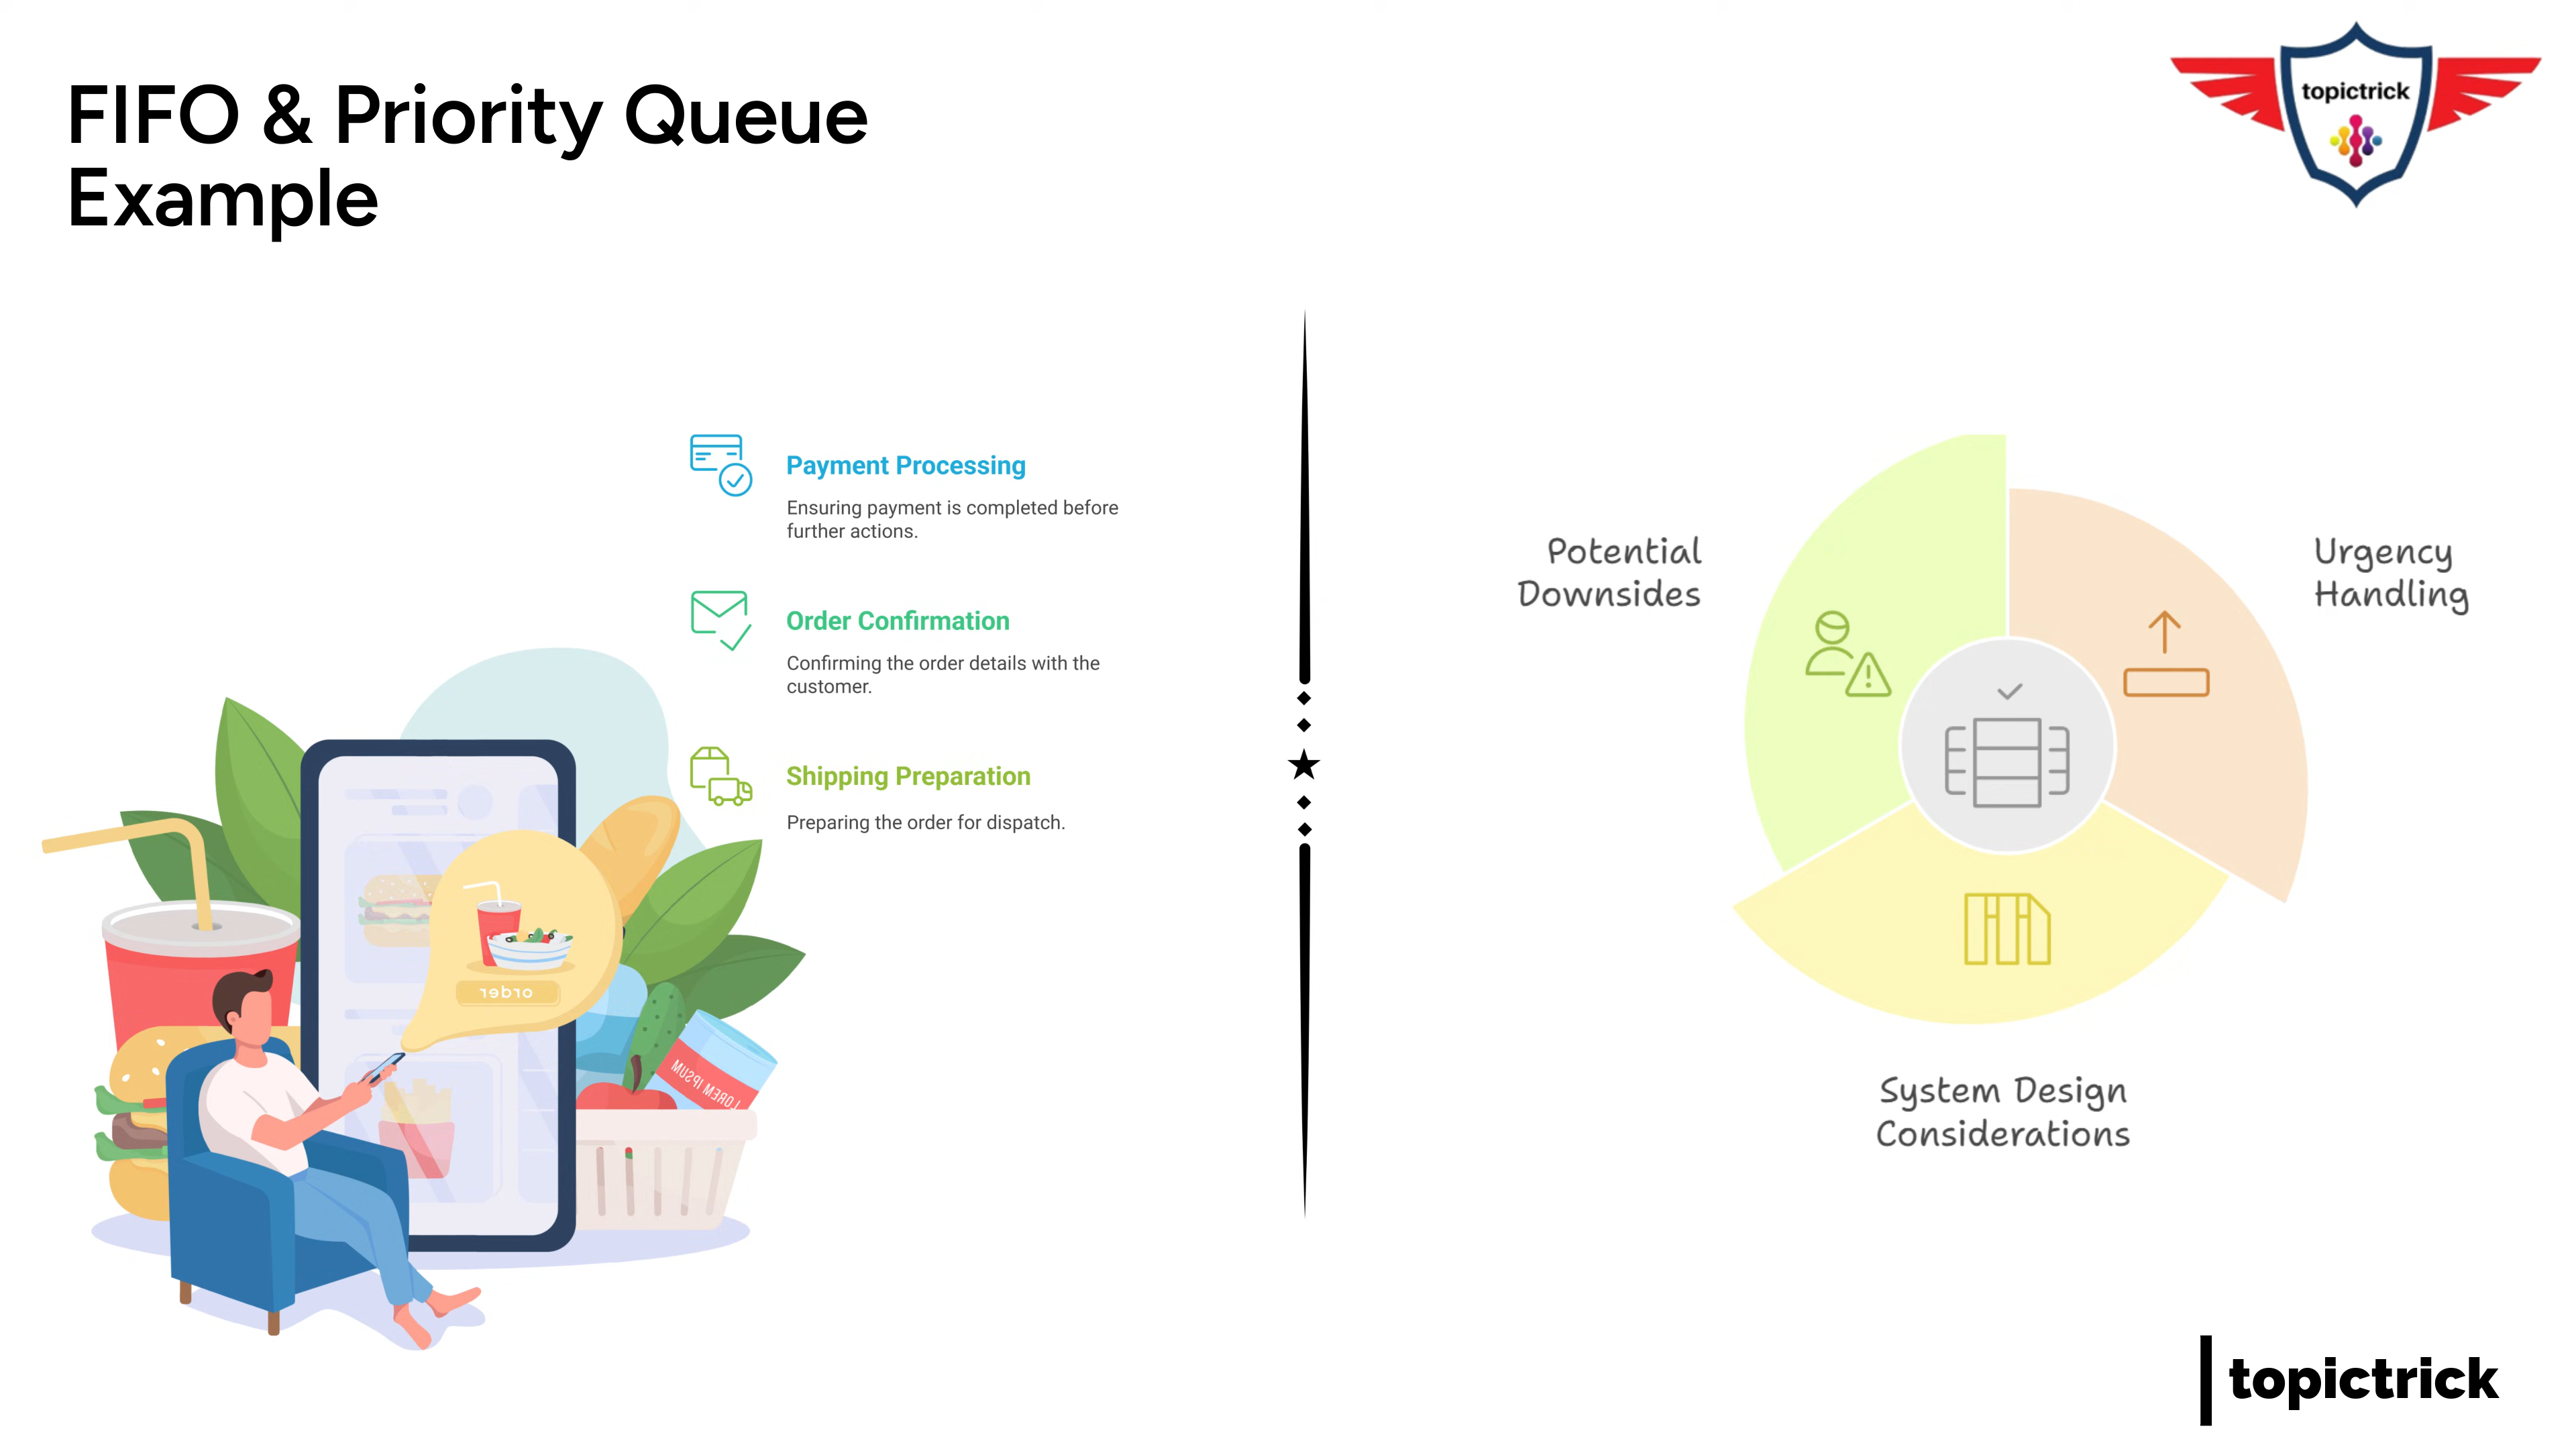 FIFO & Priority Queue
Example
topictrick
Payment Processing
Ensuring payment is completed before
further actions.
Order Confirmation
Confirming the order details with the
customer.
Shipping Preparation
Preparing the order for dispatch.
order
LOREM IPSUM
Potential
Downsides
Urgency
Handling
System Design
Considerations
topictrick